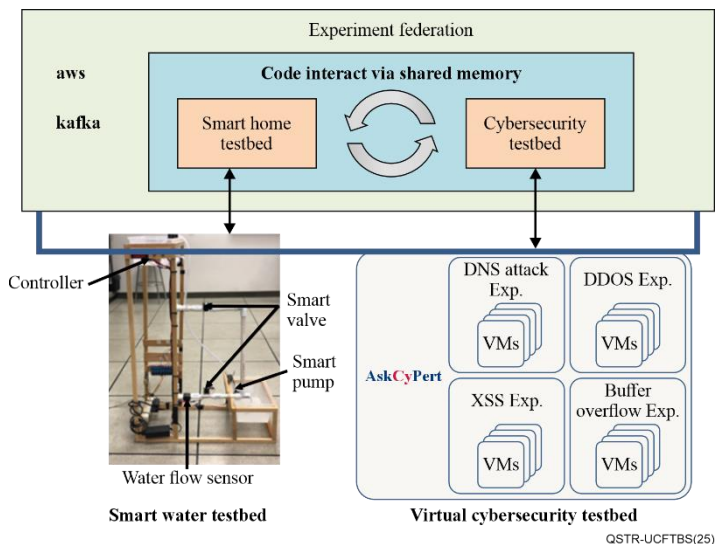 Experiment federation
aws
Code interact via shared memory
kafka
Smart home
testbed
Cybersecurity
testbed
Controller
Smart
valve
Smart
pump
Water flow sensor
Smart water testbed
DNS attack
Exp.
VMs
DDOS Exp.
VMs
AskCyPert
XSS Exp.
VMs
Buffer
overflow Exp.
VMs
Virtual cybersecurity testbed
QSTR-UCFTBS(25)